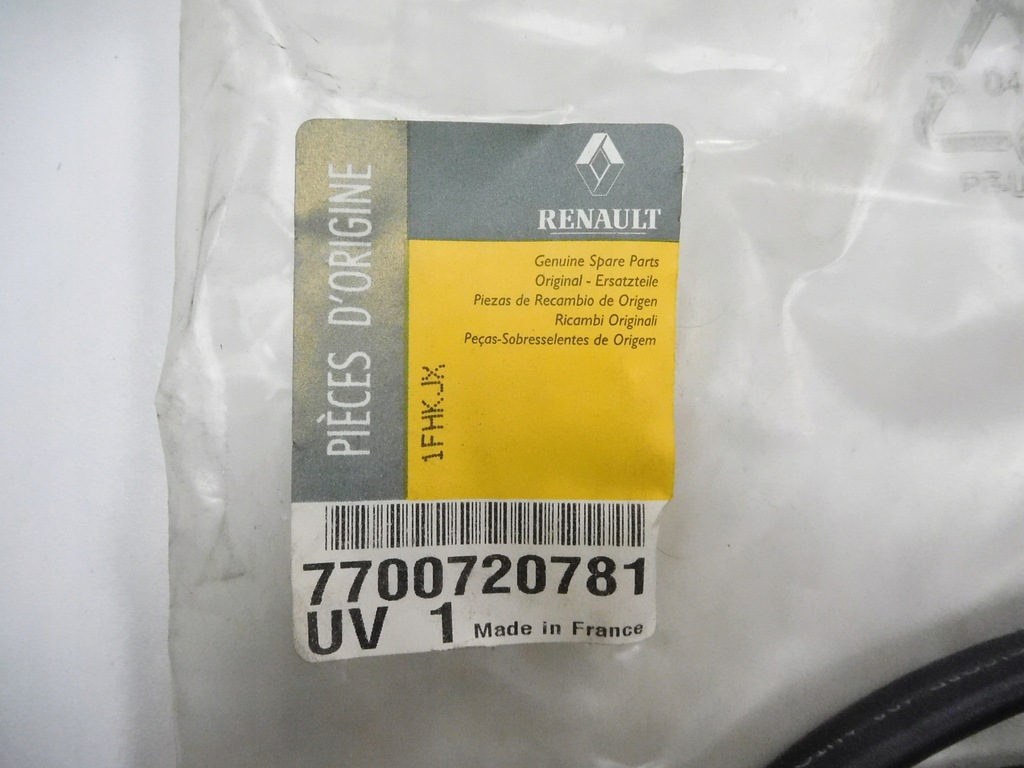 PIÈCES D'ORIGINE
RENAULT
Genuine Spare Parts
Original - Ersatzteile
Piezas de Recambio de Origen
Ricambi Originali
Peças-Sobresselentes de Origem
1FHKJX
7700720781
UV 1 Made in France
04